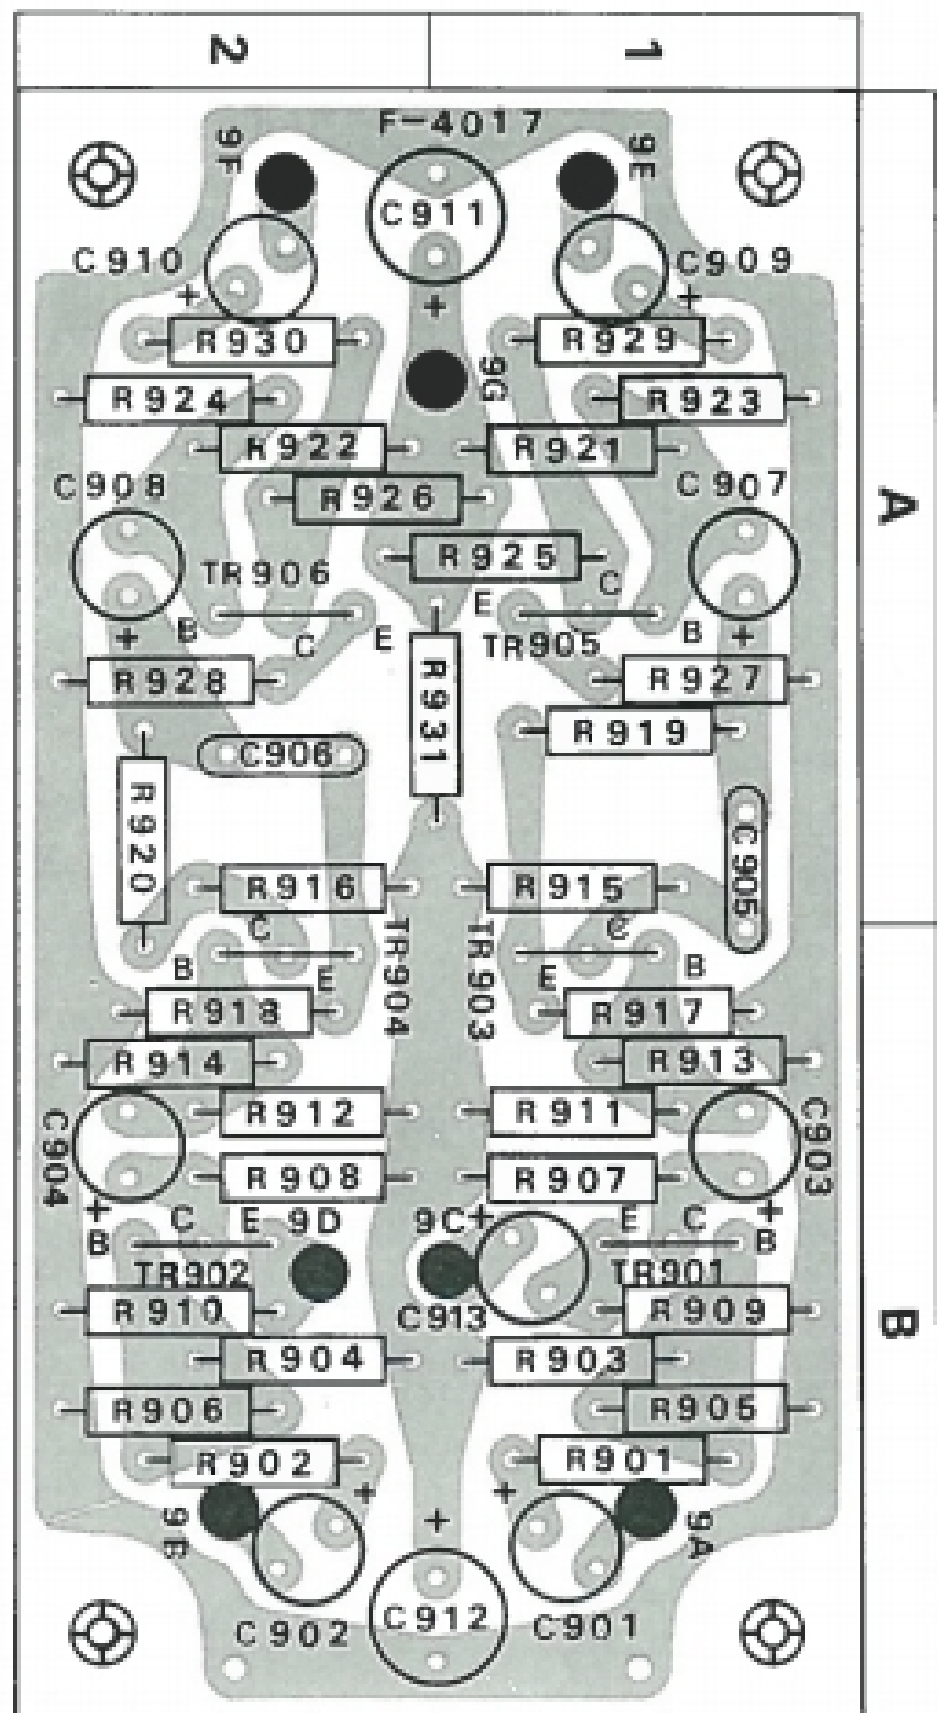 2 1
F-4017
9F 9E
C911
C910 C909
+ + +
R930 R929
9G
R924 R923
R922 R921
C908 R926 C907
A
R925
TR906 C
E
B C E TR905 B
+ +
R928 R931 R927
R919
C906
R920 C905
R916 R915
C C
TR904 TR903
B E E B
R918 R917
R914 R913
C904 R912 R911 C903
R908 R907
+ + +
C E 9D 9C E C
B B
TR902 TR901
R910 C913 R909
B
R904 R903
R906 R905
R902 R901
+ + +
9B 9A
C902 C912 C901